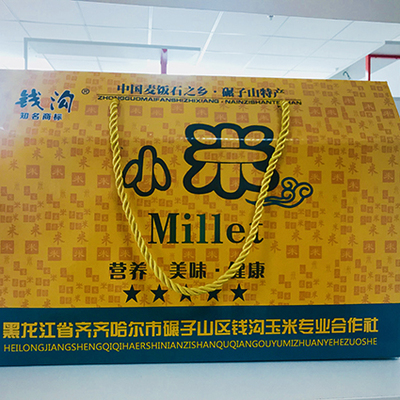 钱沟
知名商标
中国麦饭石之乡·碾子山特产
小米
Millet
营养·美味·健康
★★★★★
黑龙江省齐齐哈尔市碾子山区钱沟玉米专业合作社
HEILONGJIANGSHENGQIQIHAERSHINIANZISHANQUQIANGOUYUMIZHUANYEHEZUOSHE